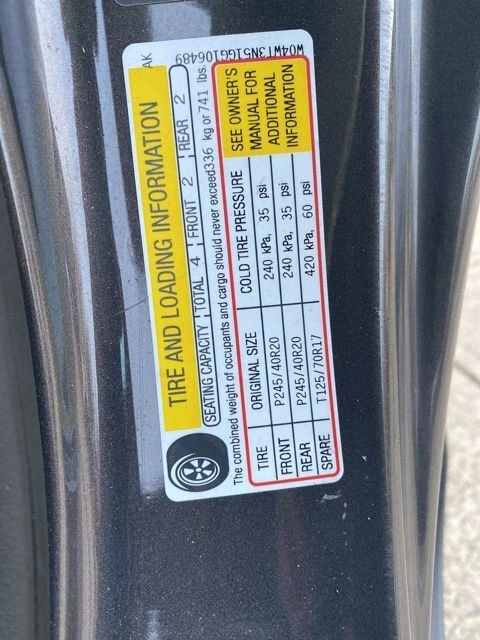 TIRE AND LOADING INFORMATION
SEATING CAPACITY TOTAL 4 FRONT 2 REAR 2
The combined weight of occupants and cargo should never exceed 336 kg or 741 lbs.
TIRE ORIGINAL SIZE COLD TIRE PRESSURE
FRONT P245/40R20 240 kPa, 35 psi
REAR P245/40R20 240 kPa, 35 psi
SPARE T125/70R17 420 kPa, 60 psi
SEE OWNER'S
MANUAL FOR
ADDITIONAL
INFORMATION
W04WT3N51GG106489
AK